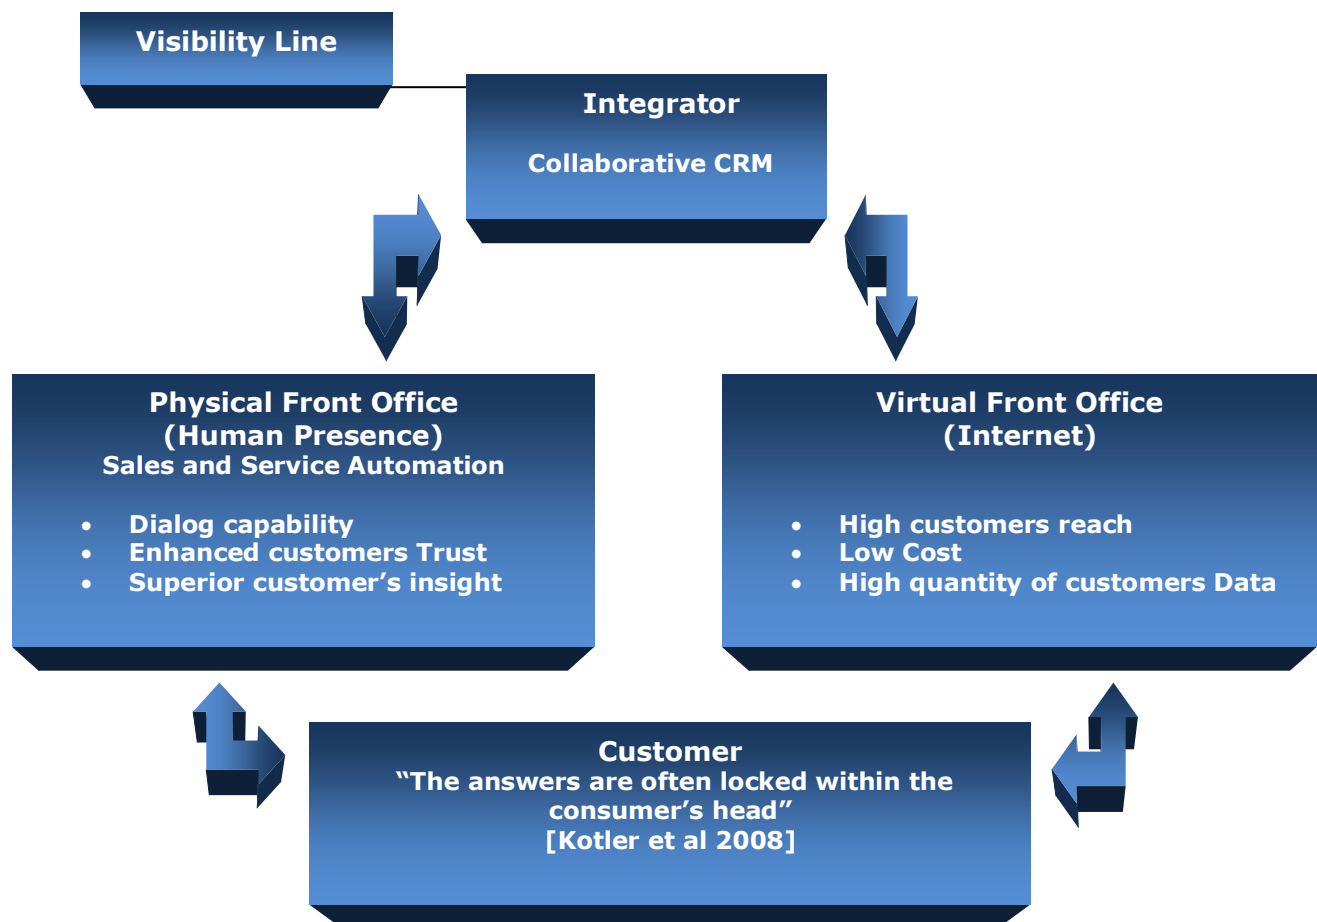 Visibility Line
Integrator
Collaborative CRM
Physical Front Office
(Human Presence)
Sales and Service Automation
• Dialog capability
• Enhanced customers Trust
• Superior customer’s insight
Virtual Front Office
(Internet)
• High customers reach
• Low Cost
• High quantity of customers Data
Customer
“The answers are often locked within the
consumer’s head”
[Kotler et al 2008]